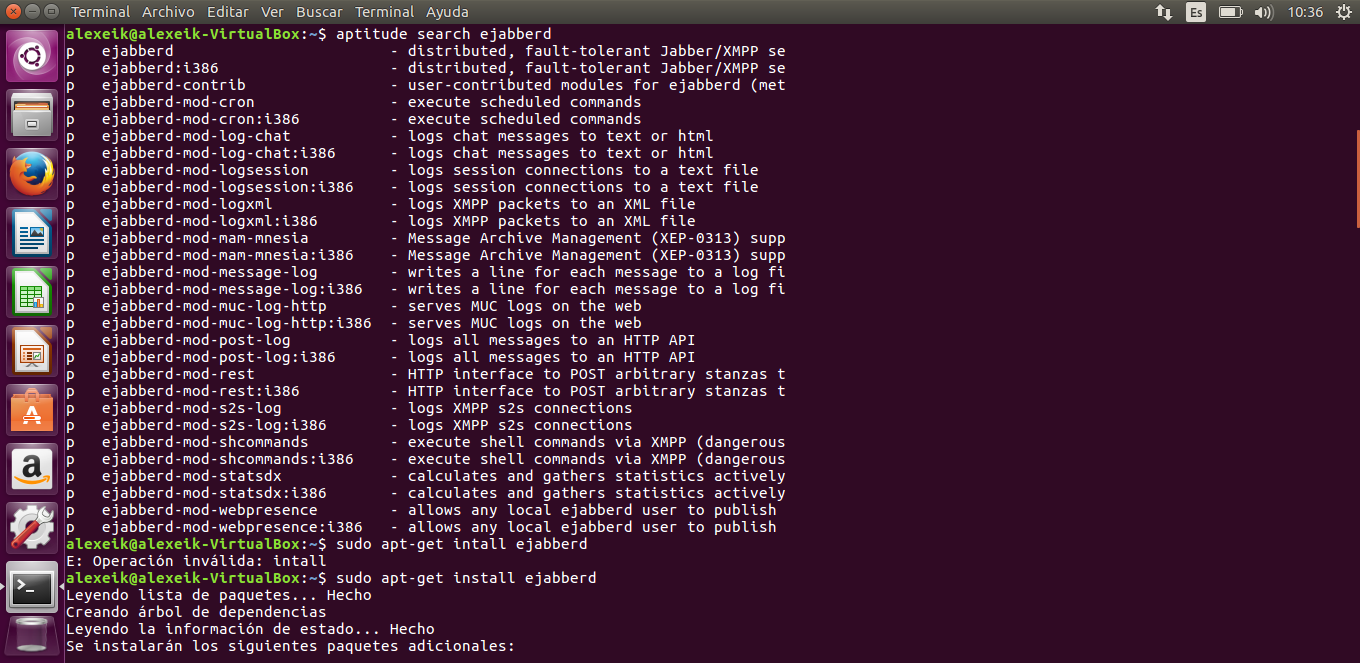 Terminal Archivo Editar Ver Buscar Terminal Ayuda Es 10:36
alexeik@alexeik-VirtualBox:~$ aptitude search ejabberd
p   ejabberd                        - distributed, fault-tolerant Jabber/XMPP se
p   ejabberd:i386                   - distributed, fault-tolerant Jabber/XMPP se
p   ejabberd-contrib                - user-contributed modules for ejabberd (met
p   ejabberd-mod-cron               - execute scheduled commands
p   ejabberd-mod-cron:i386          - execute scheduled commands
p   ejabberd-mod-log-chat           - logs chat messages to text or html
p   ejabberd-mod-log-chat:i386      - logs chat messages to text or html
p   ejabberd-mod-logsession         - logs session connections to a text file
p   ejabberd-mod-logsession:i386    - logs session connections to a text file
p   ejabberd-mod-logxml             - logs XMPP packets to an XML file
p   ejabberd-mod-logxml:i386        - logs XMPP packets to an XML file
p   ejabberd-mod-mam-mnesia         - Message Archive Management (XEP-0313) supp
p   ejabberd-mod-mam-mnesia:i386    - Message Archive Management (XEP-0313) supp
p   ejabberd-mod-message-log        - writes a line for each message to a log fi
p   ejabberd-mod-message-log:i386   - writes a line for each message to a log fi
p   ejabberd-mod-muc-log-http       - serves MUC logs on the web
p   ejabberd-mod-muc-log-http:i386  - serves MUC logs on the web
p   ejabberd-mod-post-log           - logs all messages to an HTTP API
p   ejabberd-mod-post-log:i386      - logs all messages to an HTTP API
p   ejabberd-mod-rest               - HTTP interface to POST arbitrary stanzas t
p   ejabberd-mod-rest:i386          - HTTP interface to POST arbitrary stanzas t
p   ejabberd-mod-s2s-log            - logs XMPP s2s connections
p   ejabberd-mod-s2s-log:i386       - logs XMPP s2s connections
p   ejabberd-mod-shcommands         - execute shell commands via XMPP (dangerous
p   ejabberd-mod-shcommands:i386    - execute shell commands via XMPP (dangerous
p   ejabberd-mod-statsdx            - calculates and gathers statistics actively
p   ejabberd-mod-statsdx:i386       - calculates and gathers statistics actively
p   ejabberd-mod-webpresence        - allows any local ejabberd user to publish
p   ejabberd-mod-webpresence:i386   - allows any local ejabberd user to publish
alexeik@alexeik-VirtualBox:~$ sudo apt-get intall ejabberd
E: Operación inválida: intall
alexeik@alexeik-VirtualBox:~$ sudo apt-get install ejabberd
Leyendo lista de paquetes... Hecho
Creando árbol de dependencias
Leyendo la información de estado... Hecho
Se instalarán los siguientes paquetes adicionales: